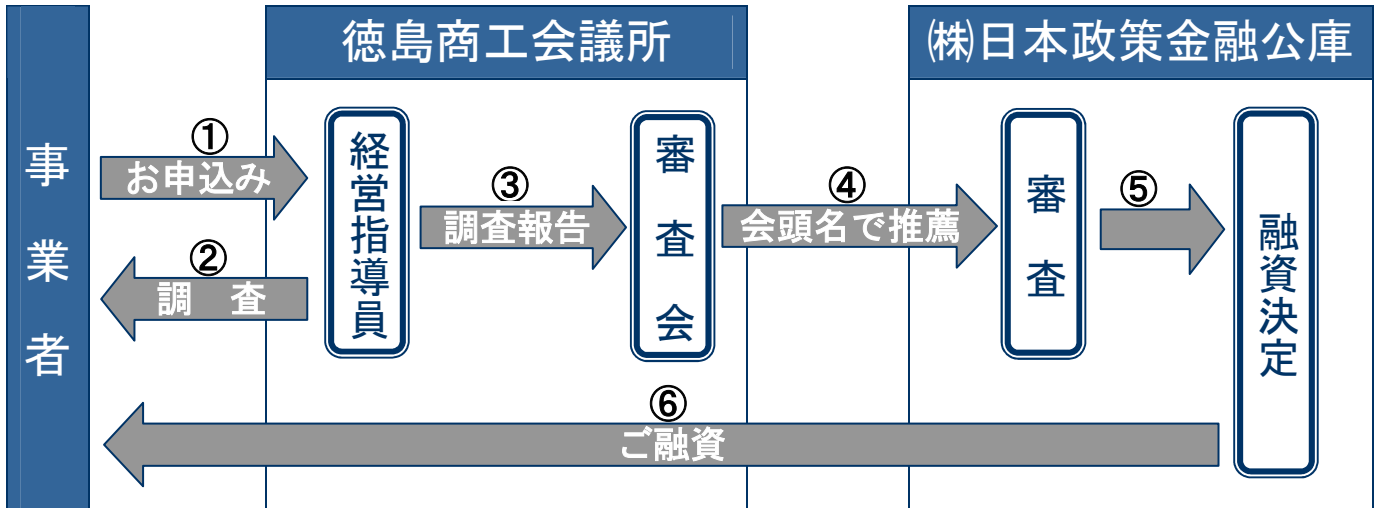 徳島商工会議所
㈱日本政策金融公庫
事業者
①
お申込み
②
調　査
経営指導員
③
調査報告
審査会
④
会頭名で推薦
審査
⑤
融資決定
⑥
ご融資